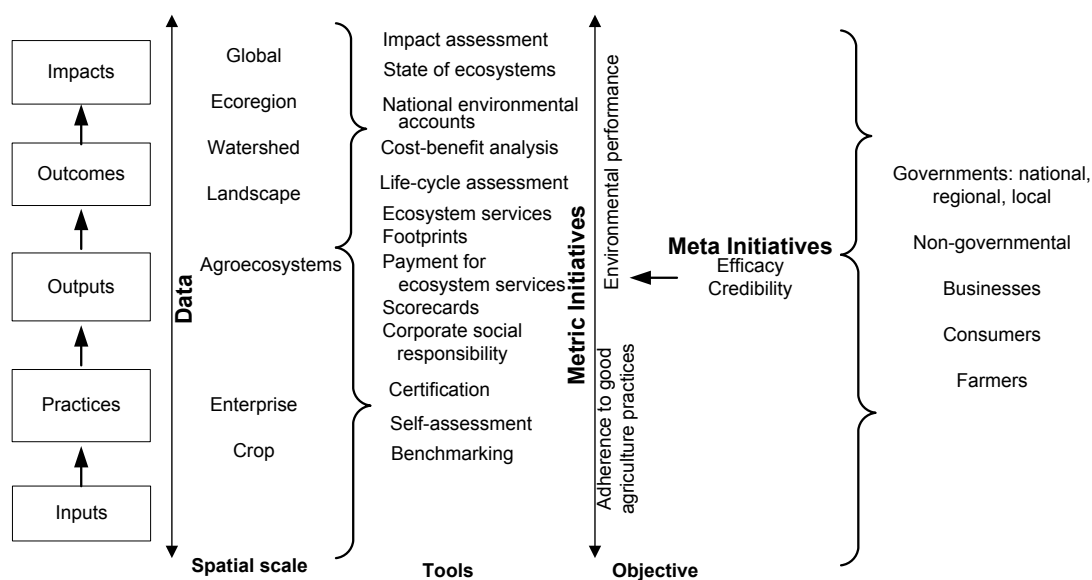 Impacts
Outcomes
Outputs
Practices
Inputs
Data
Global
Ecoregion
Watershed
Landscape
Agroecosystems
Enterprise
Crop
Spatial scale
Impact assessment
State of ecosystems
National environmental
accounts
Cost-benefit analysis
Life-cycle assessment
Ecosystem services
Footprints
Payment for
ecosystem services
Scorecards
Corporate social
responsibility
Certification
Self-assessment
Benchmarking
Tools
Metric Initiatives
Environmental performance
Adherence to good
agriculture practices
Objective
Meta Initiatives
Efficacy
Credibility
Governments: national,
regional, local
Non-governmental
Businesses
Consumers
Farmers